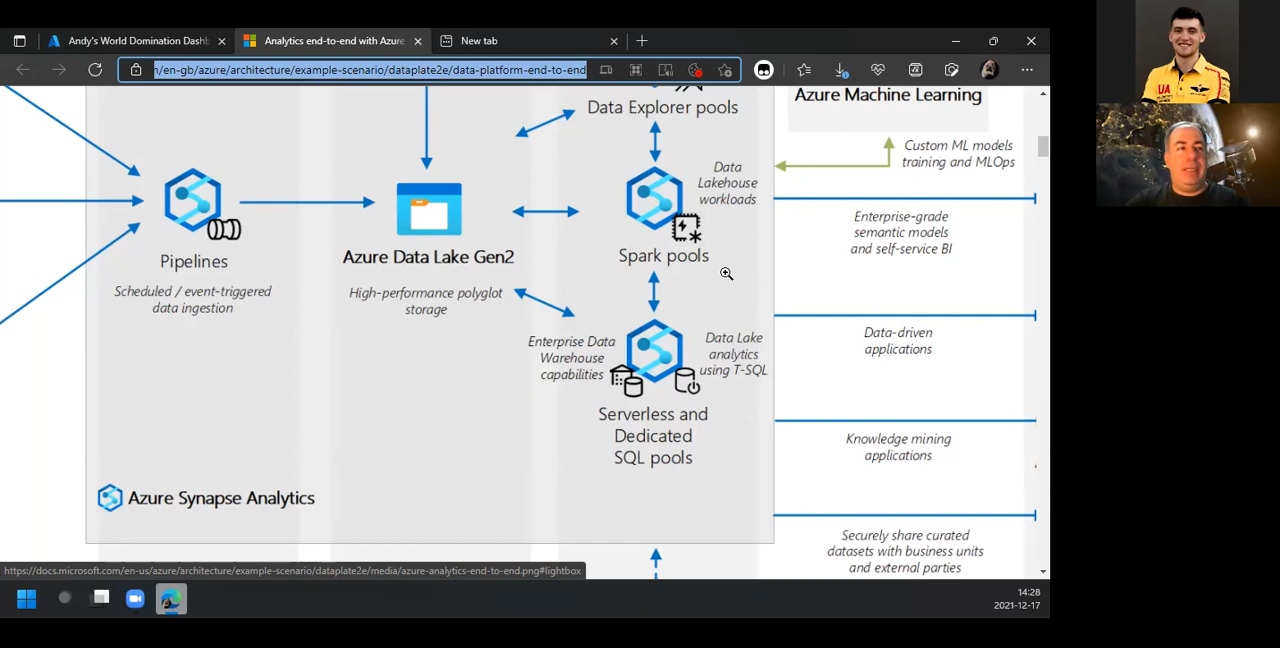 Andy's World Domination Dashb
Analytics end-to-end with Azure
New tab
n/en-gb/azure/architecture/example-scenario/dataplate2e/data-platform-end-to-end
Data Explorer pools
Azure Machine Learning
Custom ML models
training and MLOps
Data
Lakehouse
workloads
Spark pools
Pipelines
Scheduled / event-triggered
data ingestion
Azure Data Lake Gen2
High-performance polyglot
storage
Enterprise-grade
semantic models
and self-service BI
Enterprise Data
Warehouse
capabilities
Data Lake
analytics
using T-SQL
Serverless and
Dedicated
SQL pools
Data-driven
applications
Knowledge mining
applications
Azure Synapse Analytics
Securely share curated
datasets with business units
and external parties
https://docs.microsoft.com/en-us/azure/architecture/example-scenario/dataplate2e/media/azure-analytics-end-to-end.png#lightbox
14:28
2021-12-17
UA